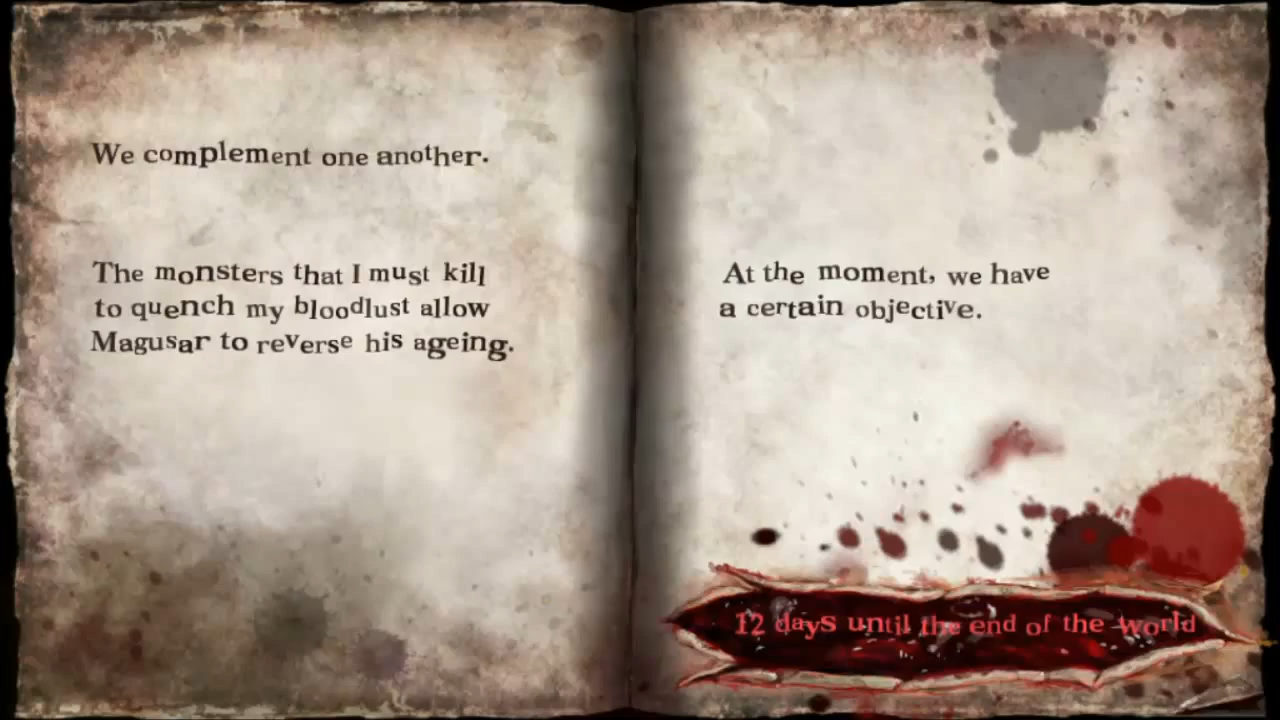 We complement one another.
The monsters that I must kill
to quench my bloodlust allow
Magusar to reverse his ageing.
At the moment, we have
a certain objective.
12 days until the end of the world